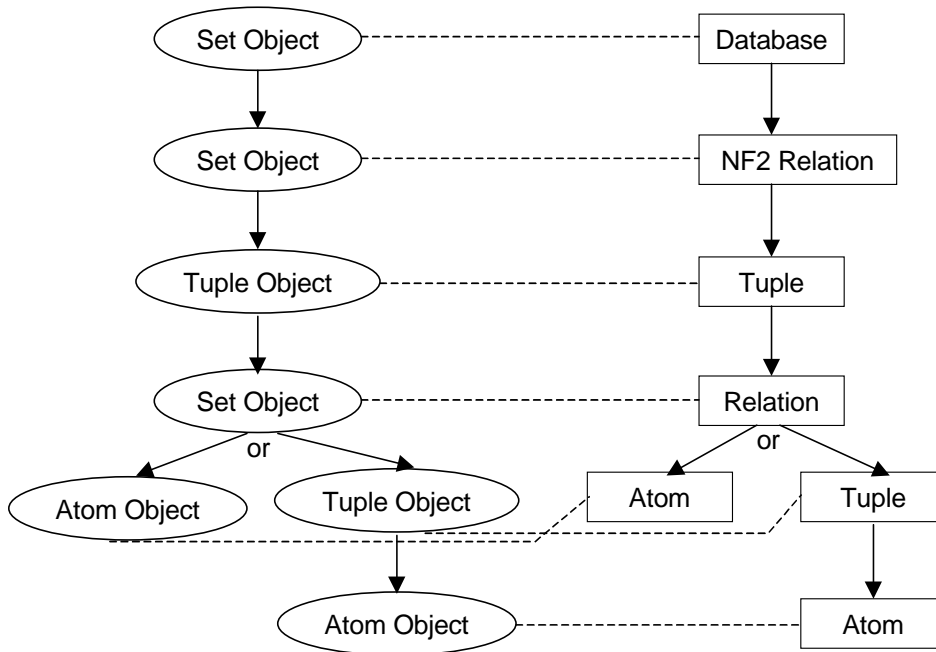 Set Object
Database
Set Object
NF2 Relation
Tuple Object
Tuple
Set Object
Relation
or
or
Atom Object
Tuple Object
Atom
Tuple
Atom Object
Atom